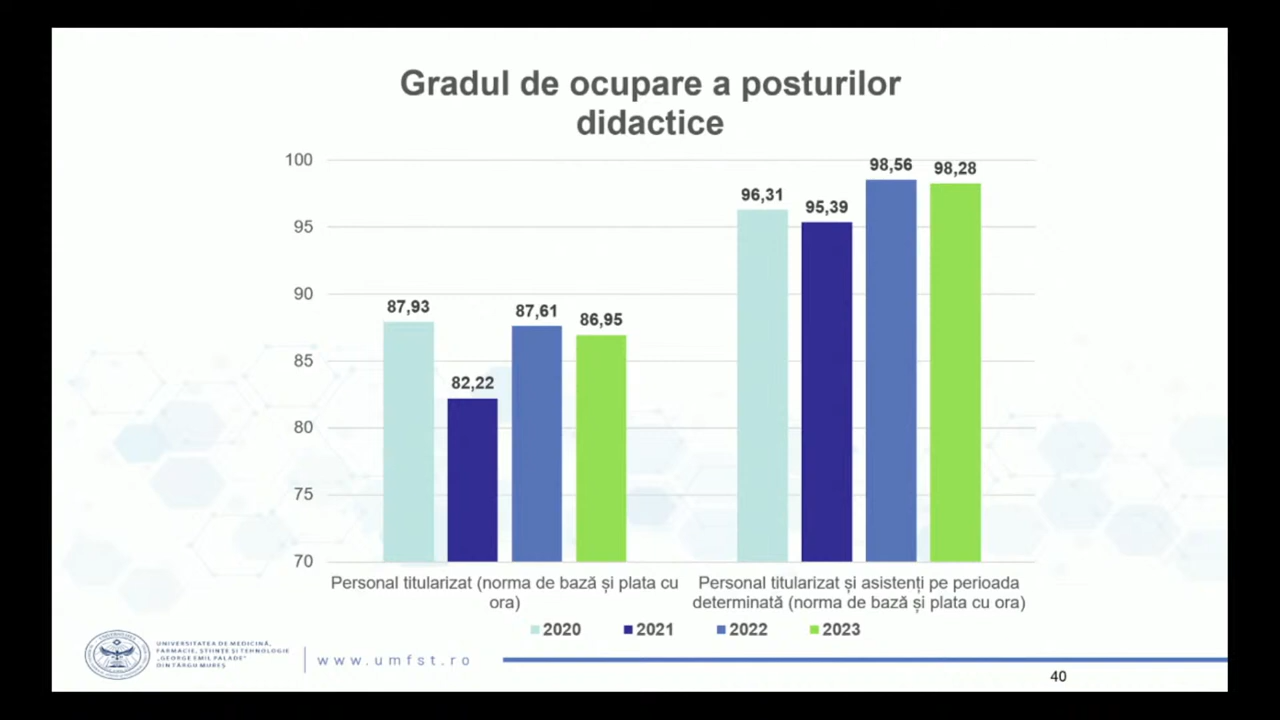 Gradul de ocupare a posturilor
didactice
100
95
90
85
80
75
70
87,93
82,22
87,61
86,95
96,31
95,39
98,56
98,28
Personal titularizat (norma de bază și plata cu
ora)
Personal titularizat și asistenți pe perioada
determinată (norma de bază și plata cu ora)
2020
2021
2022
2023
UNIVERSITATEA DE MEDICINĂ,
FARMACIE, ȘTIINȚE ȘI TEHNOLOGIE
„GEORGE EMIL PALADE”
DIN TÂRGU MUREȘ
www.umfst.ro
40